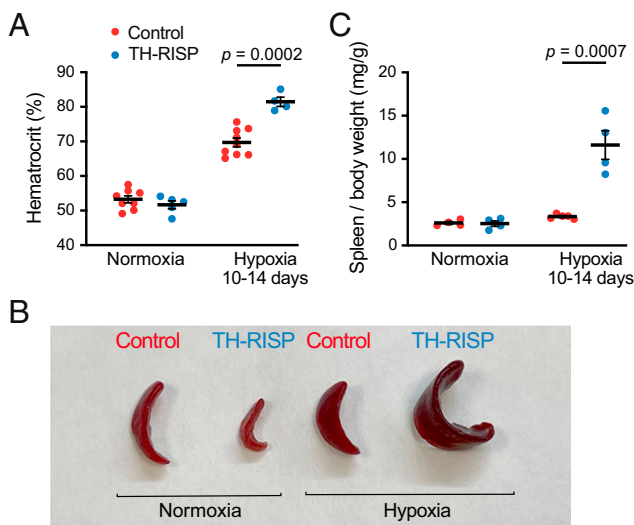 A
Control
TH-RISP
p = 0.0002
Hematrocrit (%)
90
80
70
60
50
40
Normoxia
Hypoxia
10-14 days
C
p = 0.0007
Spleen / body weight (mg/g)
20
15
10
5
0
Normoxia
Hypoxia
10-14 days
B
Control TH-RISP Control TH-RISP
Normoxia Hypoxia